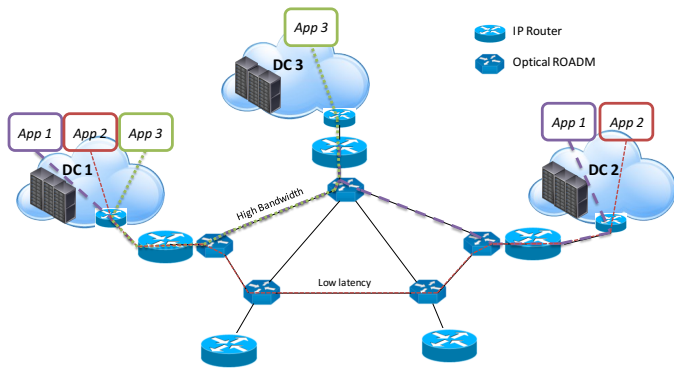 App 3
IP Router
Optical ROADM
DC 3
App 1
App 2
App 3
DC 1
App 1
App 2
DC 2
High Bandwidth
Low latency